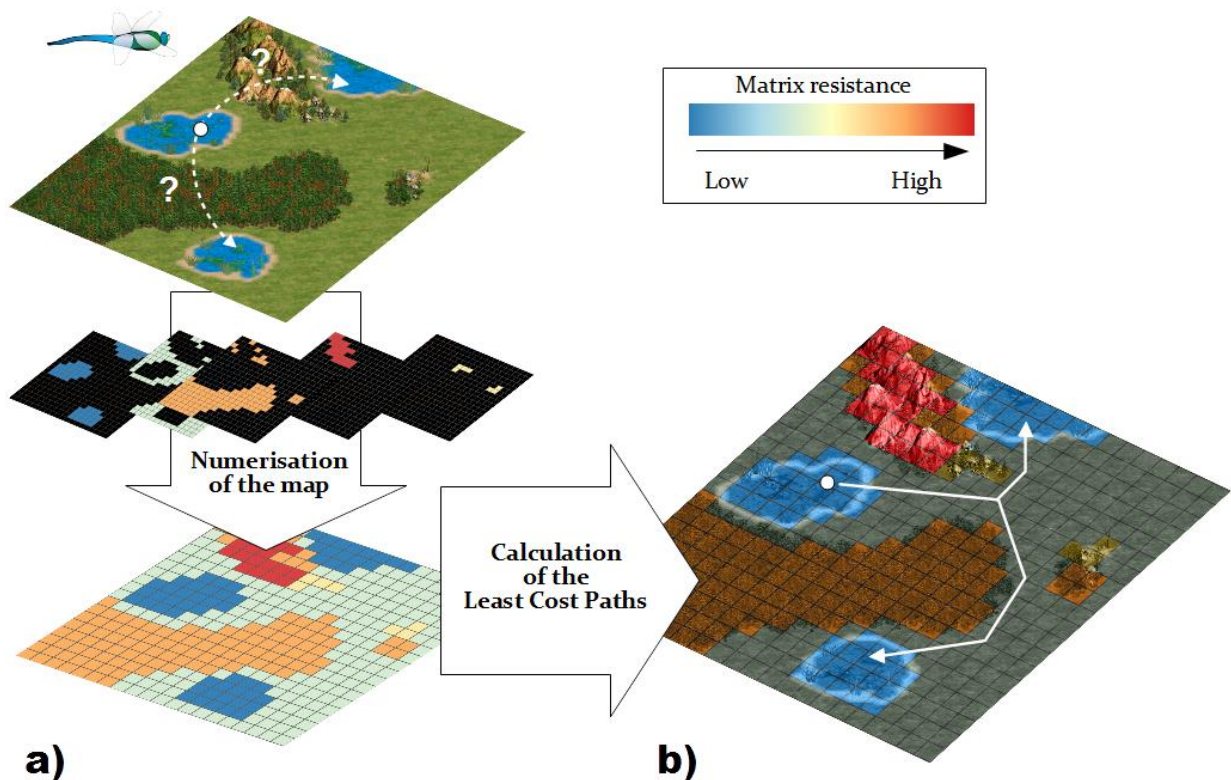 ?
?
Matrix resistance
Low High
Numerisation
of the map
Calculation
of the
Least Cost Paths
a)
b)